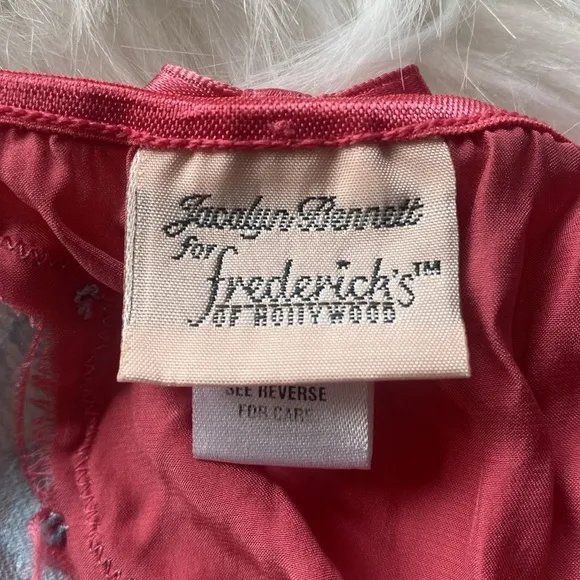 Jacalyn Bennett
for
frederick's™
OF HOLLYWOOD
SEE REVERSE
FOR CARE